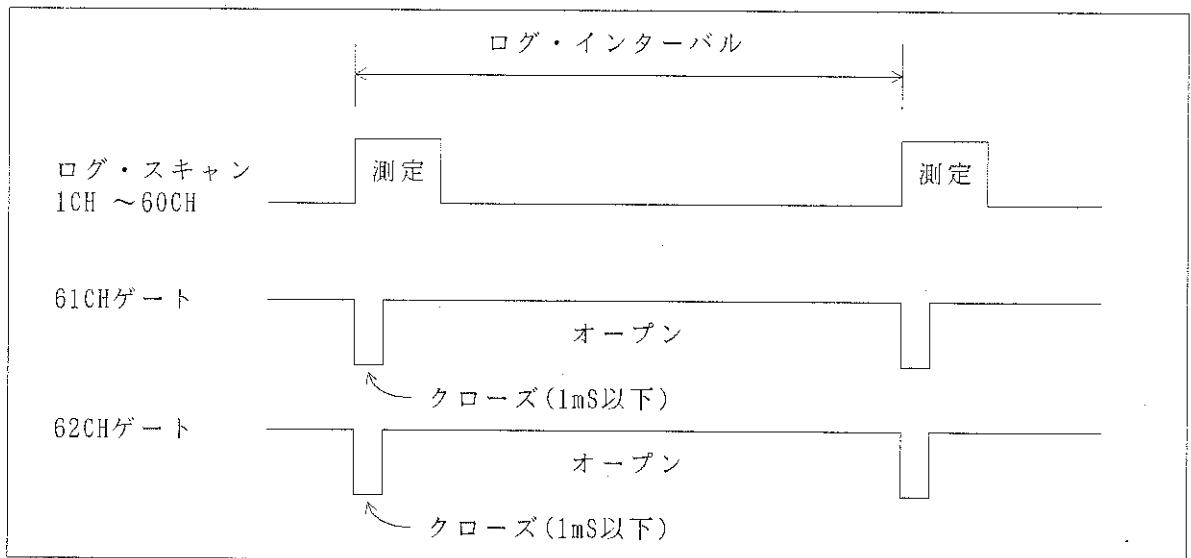 ログ・インターバル
ログ・スキャン
1CH ~60CH
測定
測定
61CHゲート
オープン
クローズ(1mS以下)
62CHゲート
オープン
クローズ(1mS以下)